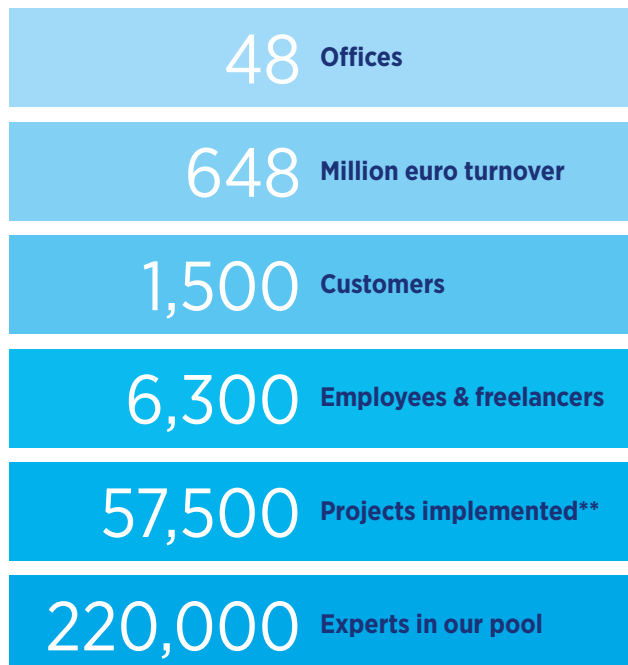 48 Offices
648 Million euro turnover
1,500 Customers
6,300 Employees & freelancers
57,500 Projects implemented**
220,000 Experts in our pool